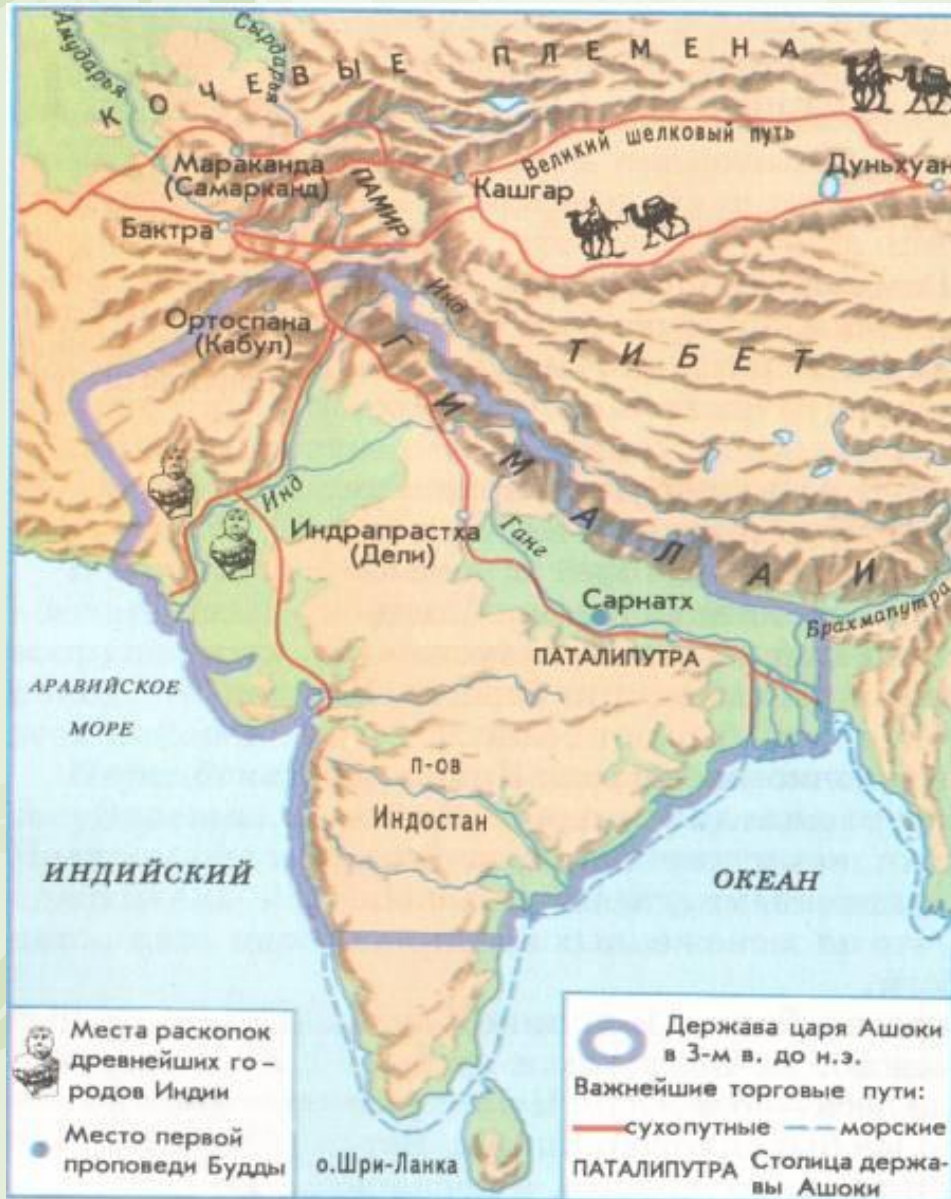 Амударья
Сырдарья
КОЧЕВЫЕ ПЛЕМЕНА
Великий шелковый путь
Мараканда
(Самарканд)
ПАМИР
Кашгар
Дуньхуан
Бактра
Ортоспана
(Кабул)
Инд
ТИБЕТ
ГИМАЛАИ
Инд
Индрапрастха
(Дели)
Ганг
Сарнатх
Брахмапутра
ПАТАЛИПУТРА
АРАВИЙСКОЕ
МОРЕ
п-ов
Индостан
ИНДИЙСКИЙ ОКЕАН
о.Шри-Ланка
Места раскопок
древнейших го-
родов Индии
Место первой
проповеди Будды
Держава царя Ашоки
в 3-м в. до н.э.
Важнейшие торговые пути:
сухопутные морские
ПАТАЛИПУТРА Столица держа-
вы Ашоки